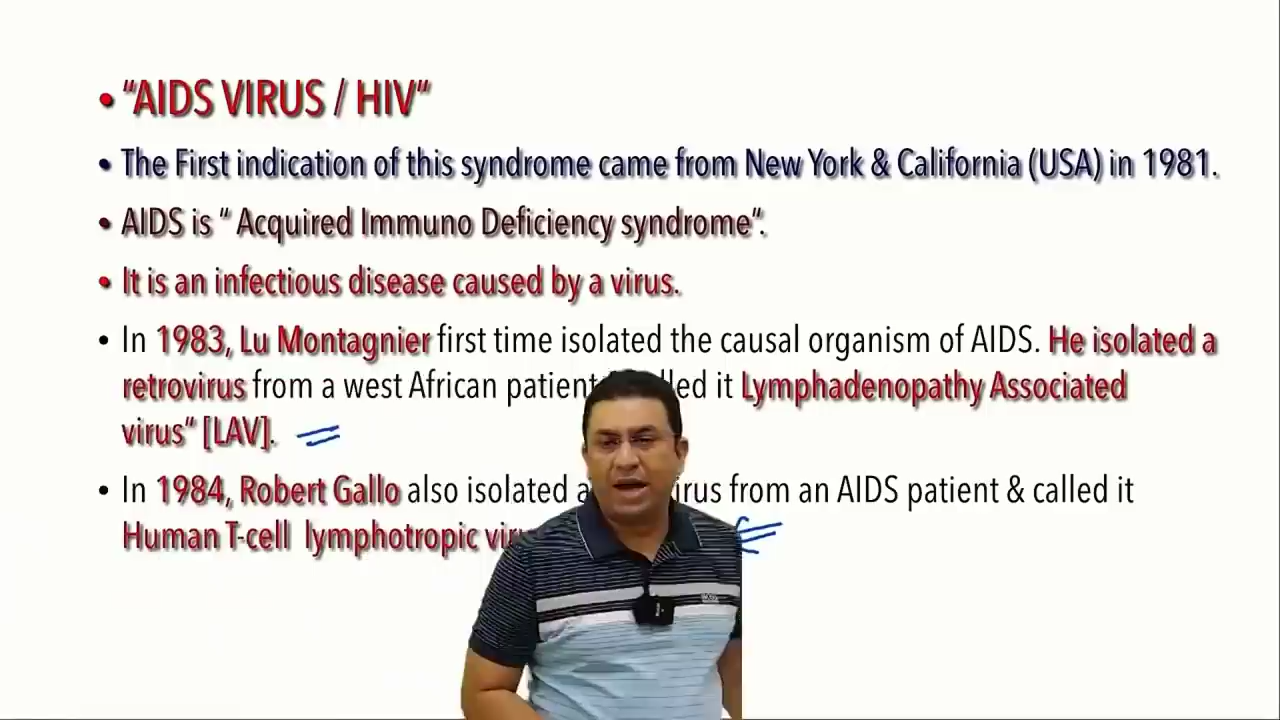 • “AIDS VIRUS / HIV”
• The First indication of this syndrome came from New York & California (USA) in 1981.
• AIDS is “ Acquired Immuno Deficiency syndrome”.
• It is an infectious disease caused by a virus.
• In 1983, Lu Montagnier first time isolated the causal organism of AIDS. He isolated a
retrovirus from a west African patient it Lymphadenopathy Associated
virus“ [LAV].
• In 1984, Robert Gallo also isolated from an AIDS patient & called it
Human T-cell lymphotropic